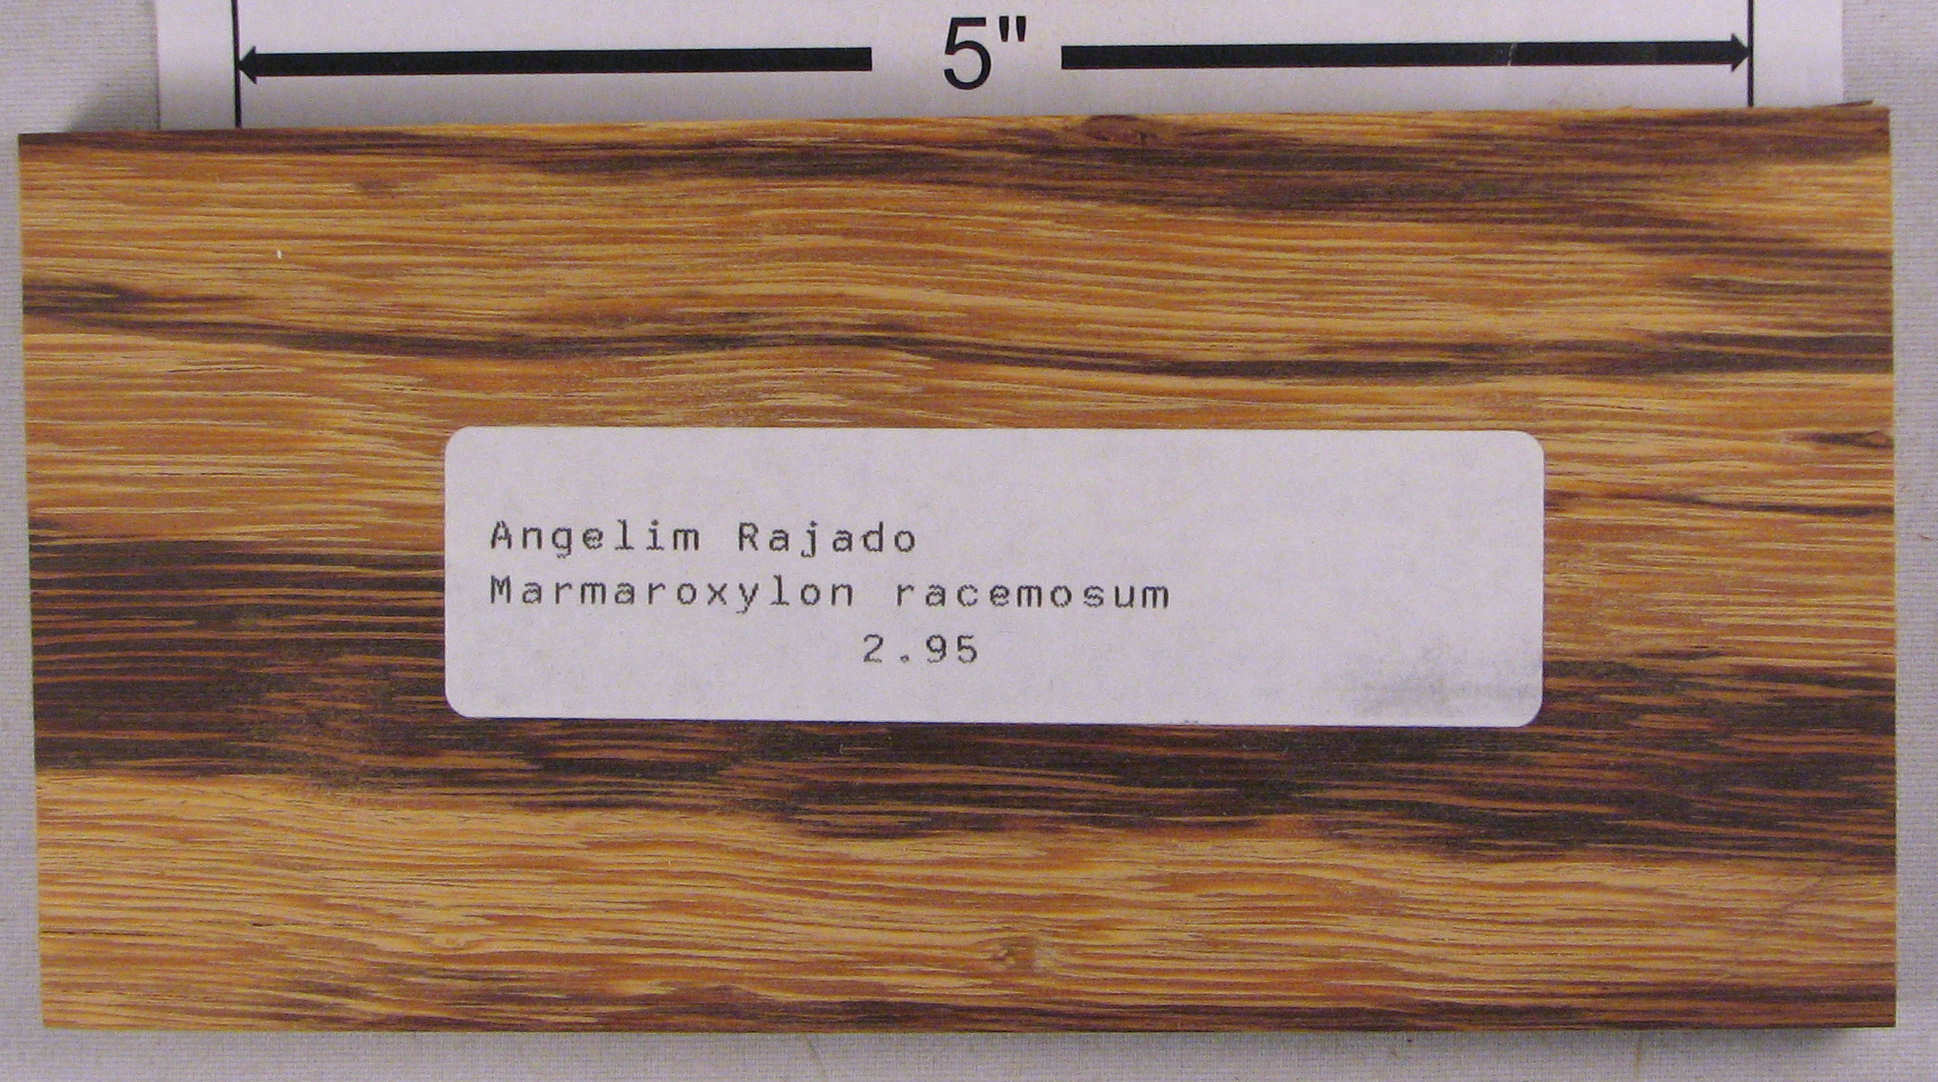 5"
Angelim Rajado
Marmaroxylon racemosum
2.95